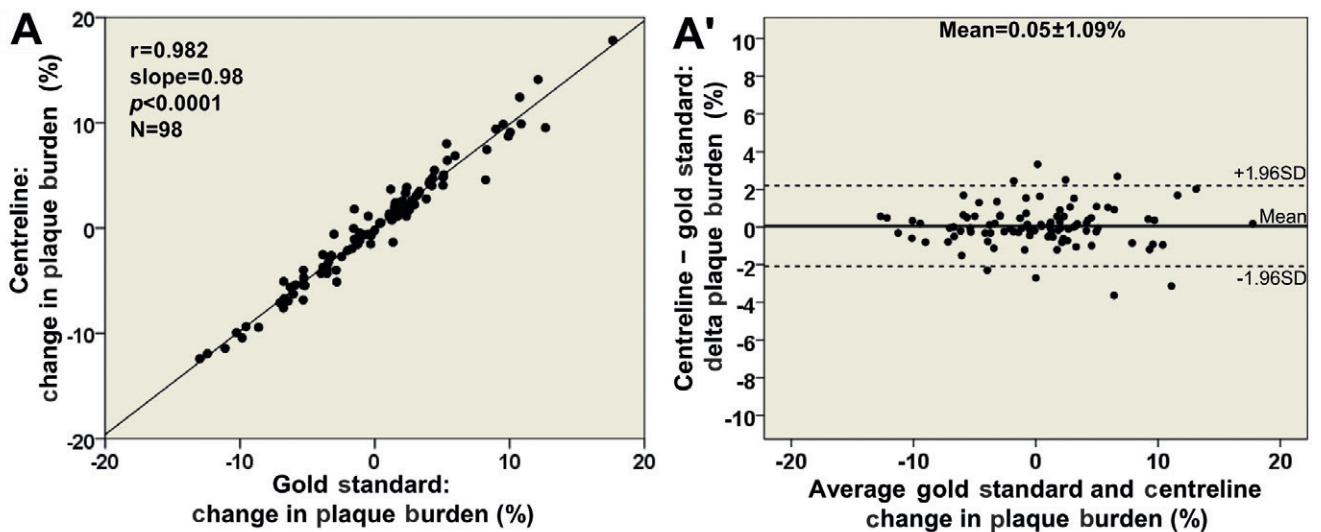 A
r=0.982
slope=0.98
p<0.0001
N=98
Centreline:
change in plaque burden (%)
20
10
0
-10
-20
-20
-10
0
10
20
Gold standard:
change in plaque burden (%)
A'
Mean=0.05±1.09%
Centreline – gold standard:
delta plaque burden (%)
10
8
6
4
2
0
-2
-4
-6
-8
-10
+1.96SD
Mean
-1.96SD
-20
-10
0
10
20
Average gold standard and centreline
change in plaque burden (%)